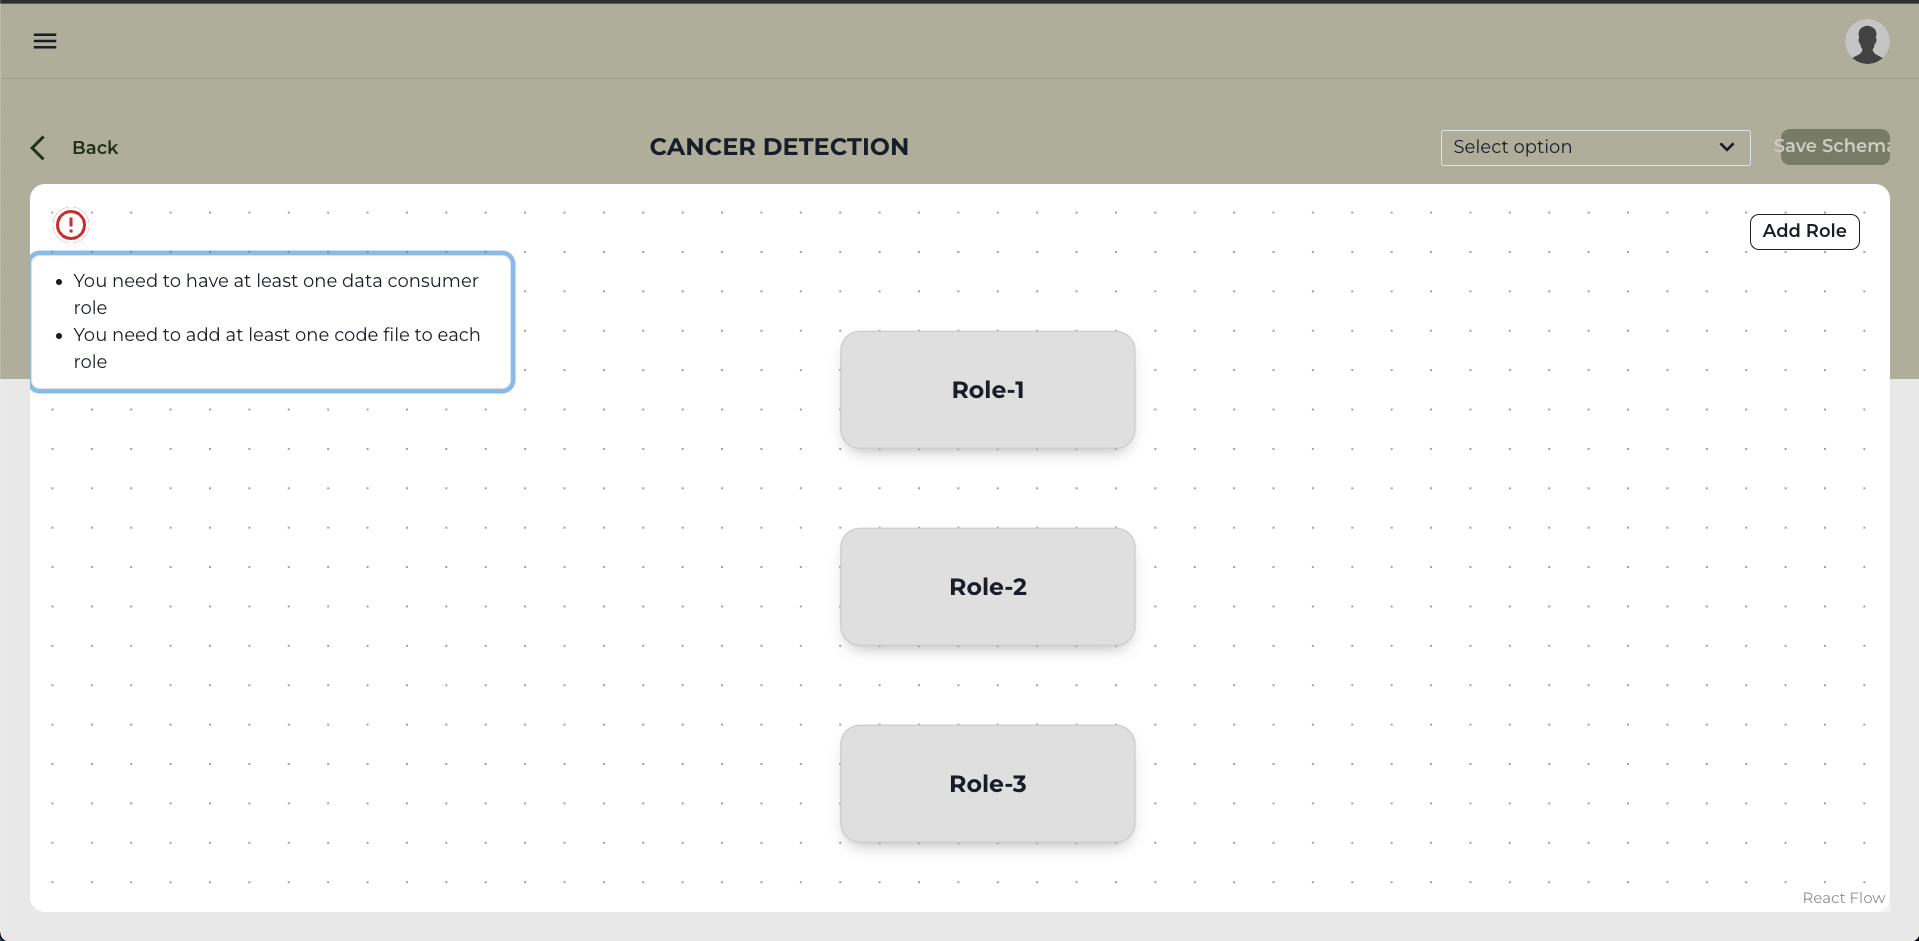 Back
CANCER DETECTION
Select option
Save Schema
Add Role
You need to have at least one data consumer
role
You need to add at least one code file to each
role
Role-1
Role-2
Role-3
React Flow